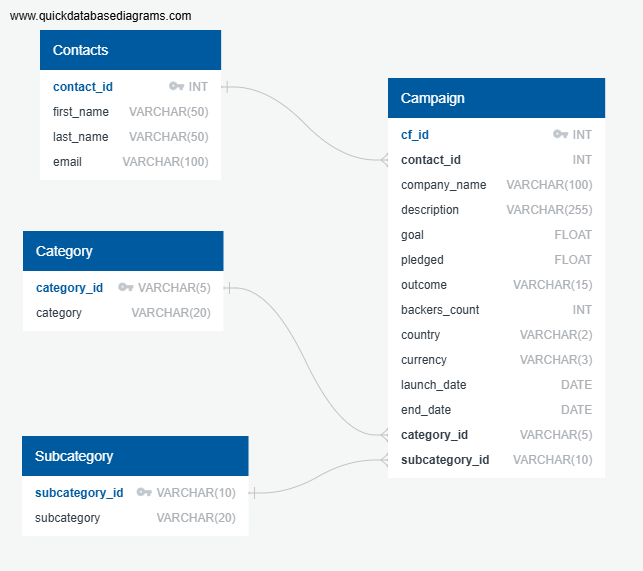 www.quickdatabasediagrams.com
Contacts
contact_id INT
first_name VARCHAR(50)
last_name VARCHAR(50)
email VARCHAR(100)
Category
category_id VARCHAR(5)
category VARCHAR(20)
Subcategory
subcategory_id VARCHAR(10)
subcategory VARCHAR(20)
Campaign
cf_id INT
contact_id INT
company_name VARCHAR(100)
description VARCHAR(255)
goal FLOAT
pledged FLOAT
outcome VARCHAR(15)
backers_count INT
country VARCHAR(2)
currency VARCHAR(3)
launch_date DATE
end_date DATE
category_id VARCHAR(5)
subcategory_id VARCHAR(10)